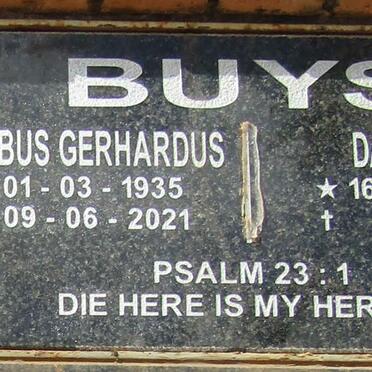 BUYS
BUS GERHARDUS
01 - 03 - 1935
09 - 06 - 2021
DA
★ 16
†
PSALM 23 : 1
DIE HERE IS MY HER